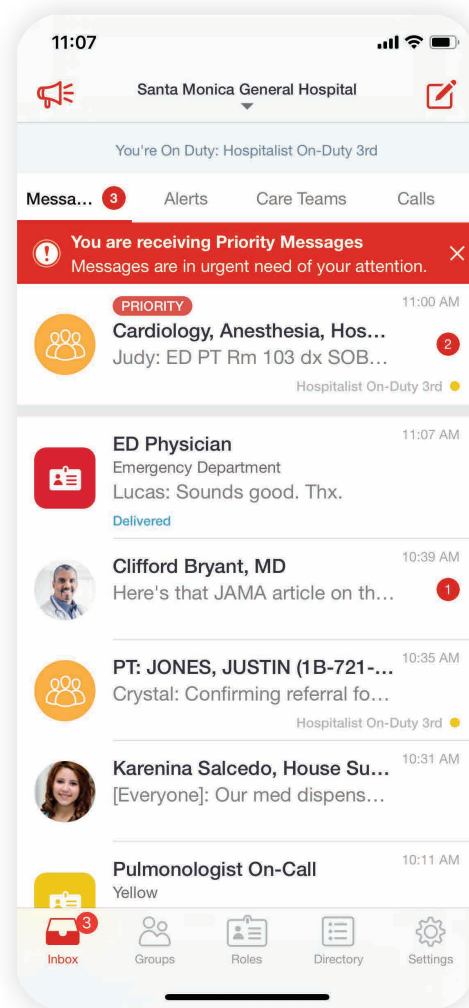 11:07
Santa Monica General Hospital
You're On Duty: Hospitalist On-Duty 3rd
Messa... 3 Alerts Care Teams Calls
You are receiving Priority Messages
Messages are in urgent need of your attention.
PRIORITY 11:00 AM
Cardiology, Anesthesia, Hos...
Judy: ED PT Rm 103 dx SOB... 2
Hospitalist On-Duty 3rd
ED Physician 11:07 AM
Emergency Department
Lucas: Sounds good. Thx.
Delivered
Clifford Bryant, MD 10:39 AM
Here's that JAMA article on th... 1
PT: JONES, JUSTIN (1B-721-... 10:35 AM
Crystal: Confirming referral fo...
Hospitalist On-Duty 3rd
Karenina Salcedo, House Su... 10:31 AM
[Everyone]: Our med dispens...
Pulmonologist On-Call 10:11 AM
Yellow
3
Inbox Groups Roles Directory Settings